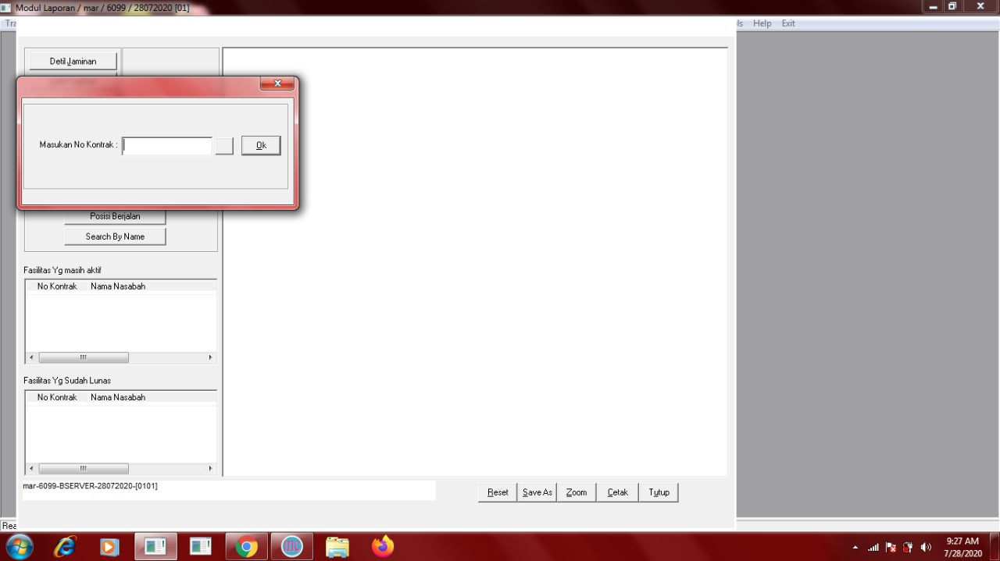 Modul Laporan / mar / 6099 / 28072020 [01]
Tra ls Help Exit
Detil Jaminan
Masukan No Kontrak : Ok
Posisi Berjalan
Search By Name
Fasilitas Yg masih aktif
No Kontrak Nama Nasabah
Fasilitas Yg Sudah Lunas
No Kontrak Nama Nasabah
mar-6099-BSERVER-28072020-[0101]
Reset Save As Zoom Cetak Tutup
Rea
9:27 AM
7/28/2020